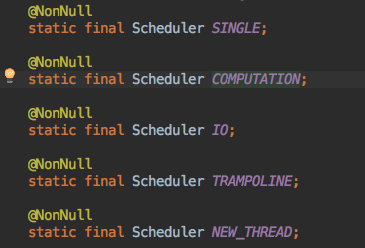 @NonNull
static final Scheduler SINGLE;
@NonNull
static final Scheduler COMPUTATION;
@NonNull
static final Scheduler IO;
@NonNull
static final Scheduler TRAMPOLINE;
@NonNull
static final Scheduler NEW_THREAD;